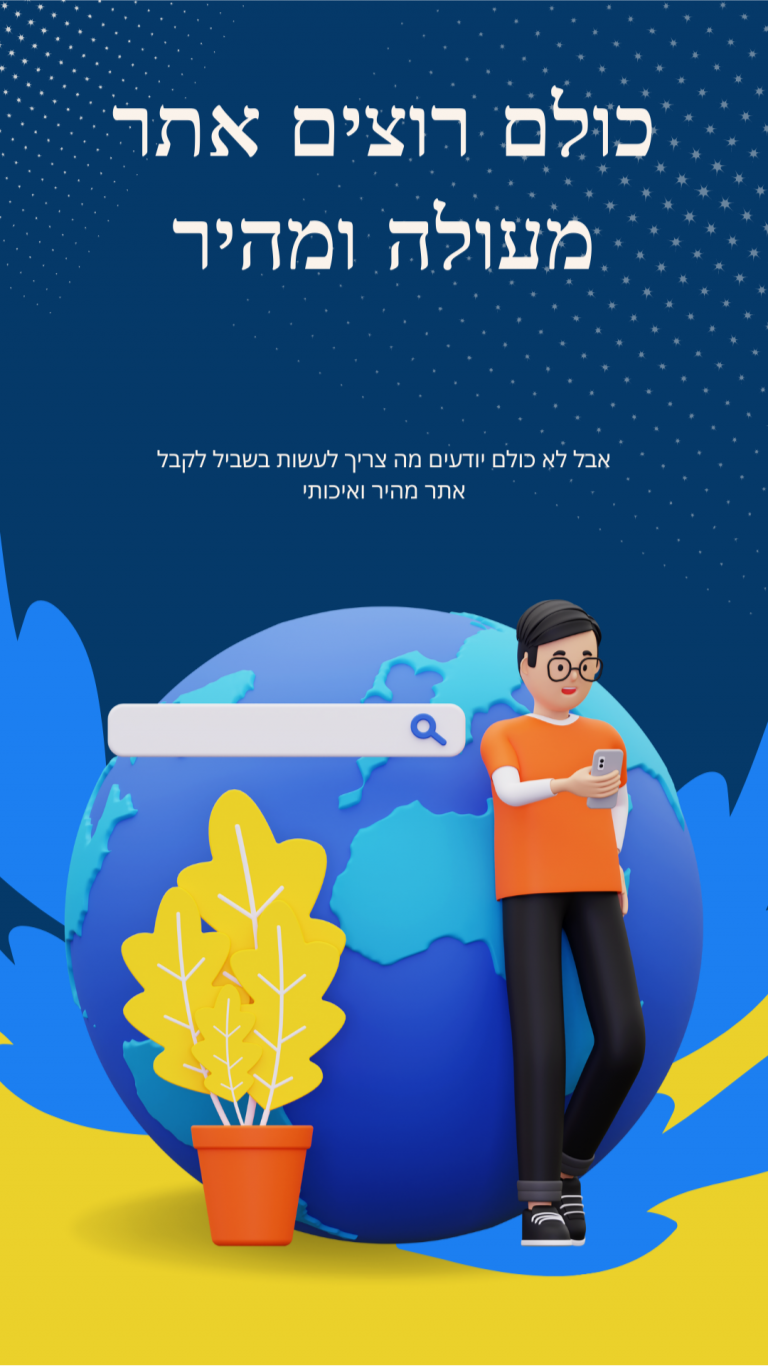 כולם רוצים אתר
מעולה ומהיר
אבל לא כולם יודעים מה צריך לעשות בשביל לקבל
אתר מהיר ואיכותי